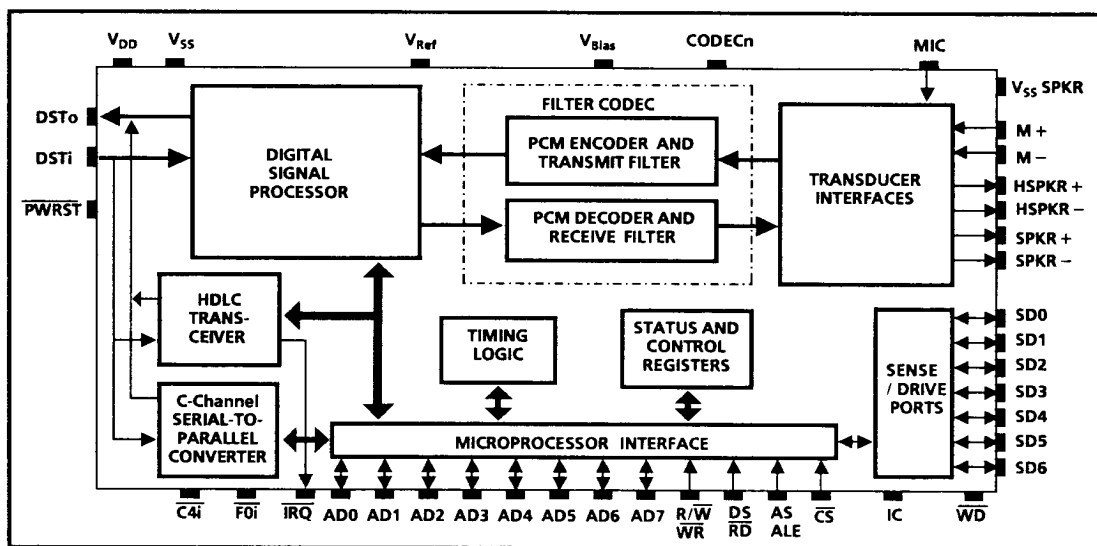 VDD
VSS
VRef
VBias
CODECn
MIC
DSTo
DSTi
PWRST
DIGITAL
SIGNAL
PROCESSOR
FILTER CODEC
PCM ENCODER AND
TRANSMIT FILTER
PCM DECODER AND
RECEIVE FILTER
TRANSDUCER
INTERFACES
VSS SPKR
M+
M−
HSPKR+
HSPKR−
SPKR+
SPKR−
HDLC
TRANS-
CEIVER
TIMING
LOGIC
STATUS AND
CONTROL
REGISTERS
SENSE
/ DRIVE
PORTS
SD0
SD1
SD2
SD3
SD4
SD5
SD6
C-Channel
SERIAL-TO-
PARALLEL
CONVERTER
MICROPROCESSOR INTERFACE
C4i
F0i
IRQ
AD0
AD1
AD2
AD3
AD4
AD5
AD6
AD7
R/W
WR
DS
RD
AS
ALE
CS
IC
WD